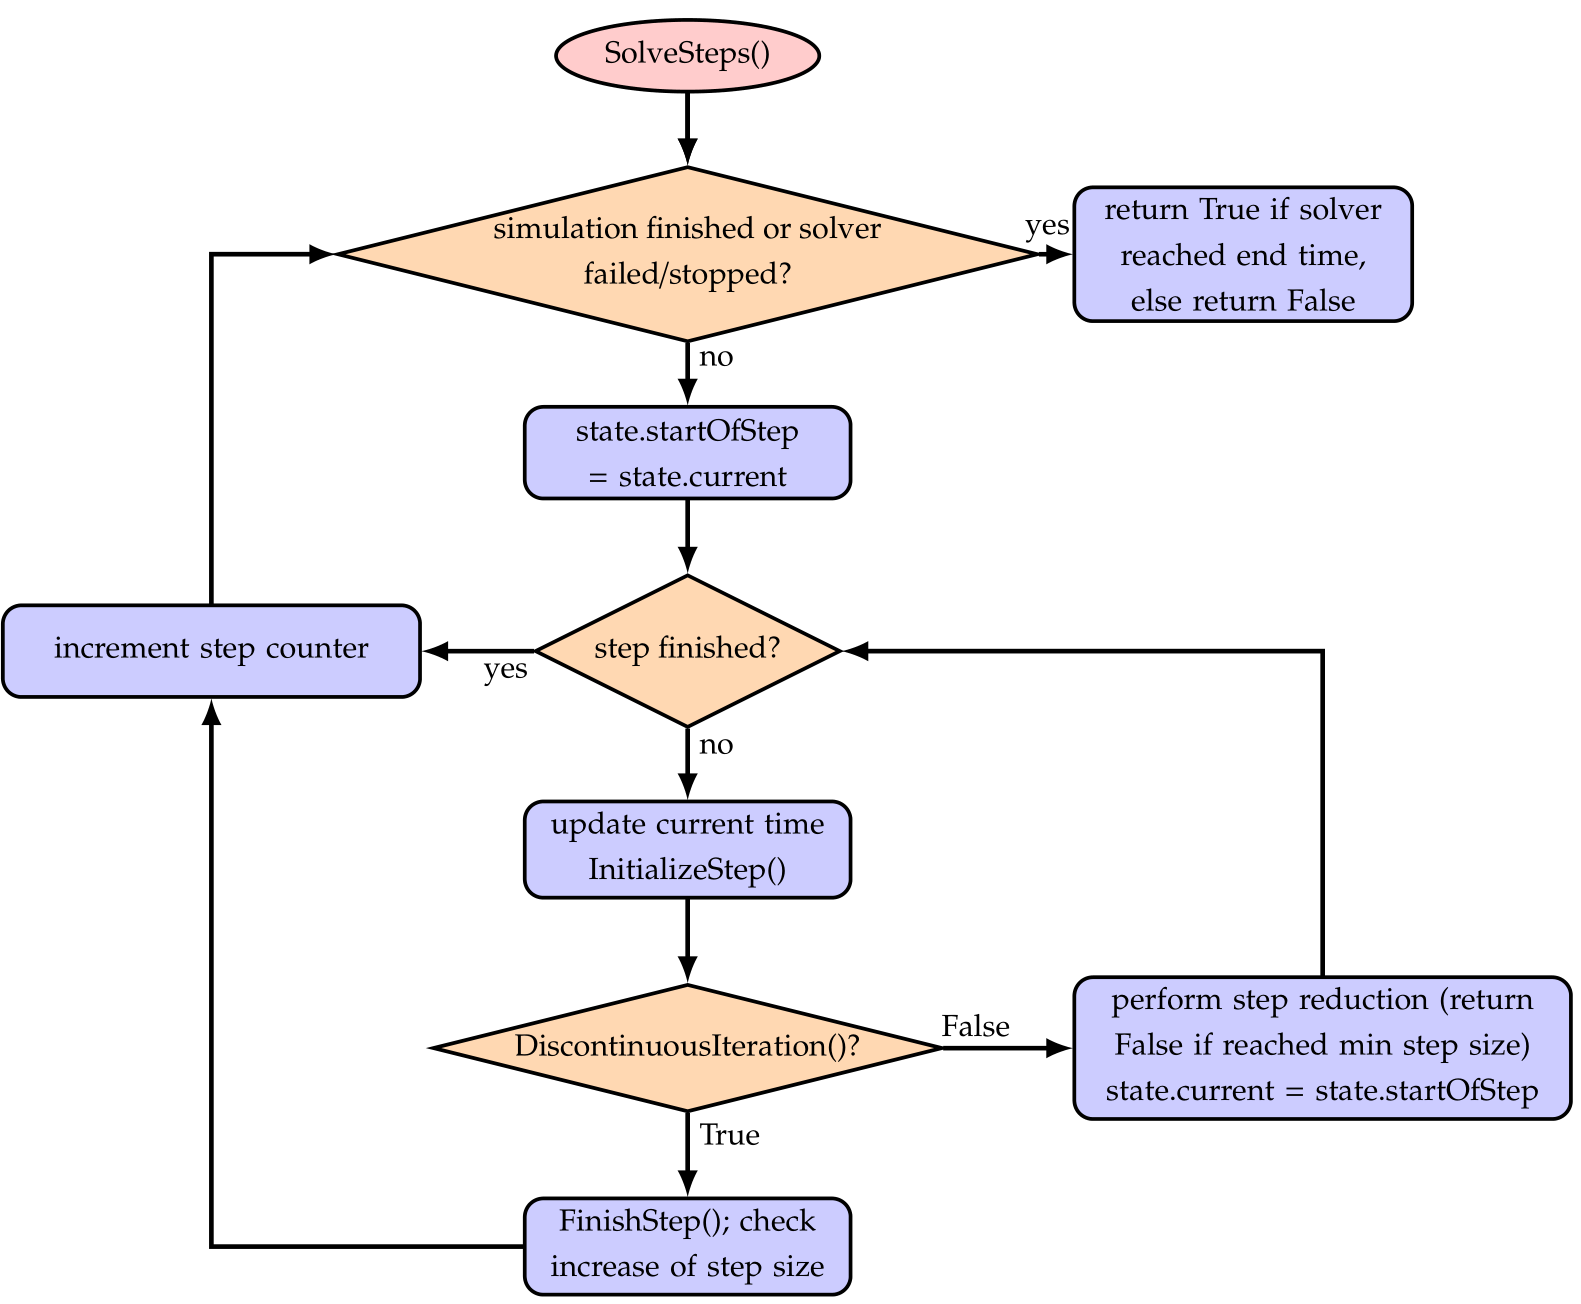 SolveSteps()
simulation finished or solver
failed/stopped?
yes
return True if solver
reached end time,
else return False
no
state.startOfStep
= state.current
step finished?
yes
increment step counter
no
update current time
InitializeStep()
DiscontinuousIteration()?
False
perform step reduction (return
False if reached min step size)
state.current = state.startOfStep
True
FinishStep(); check
increase of step size